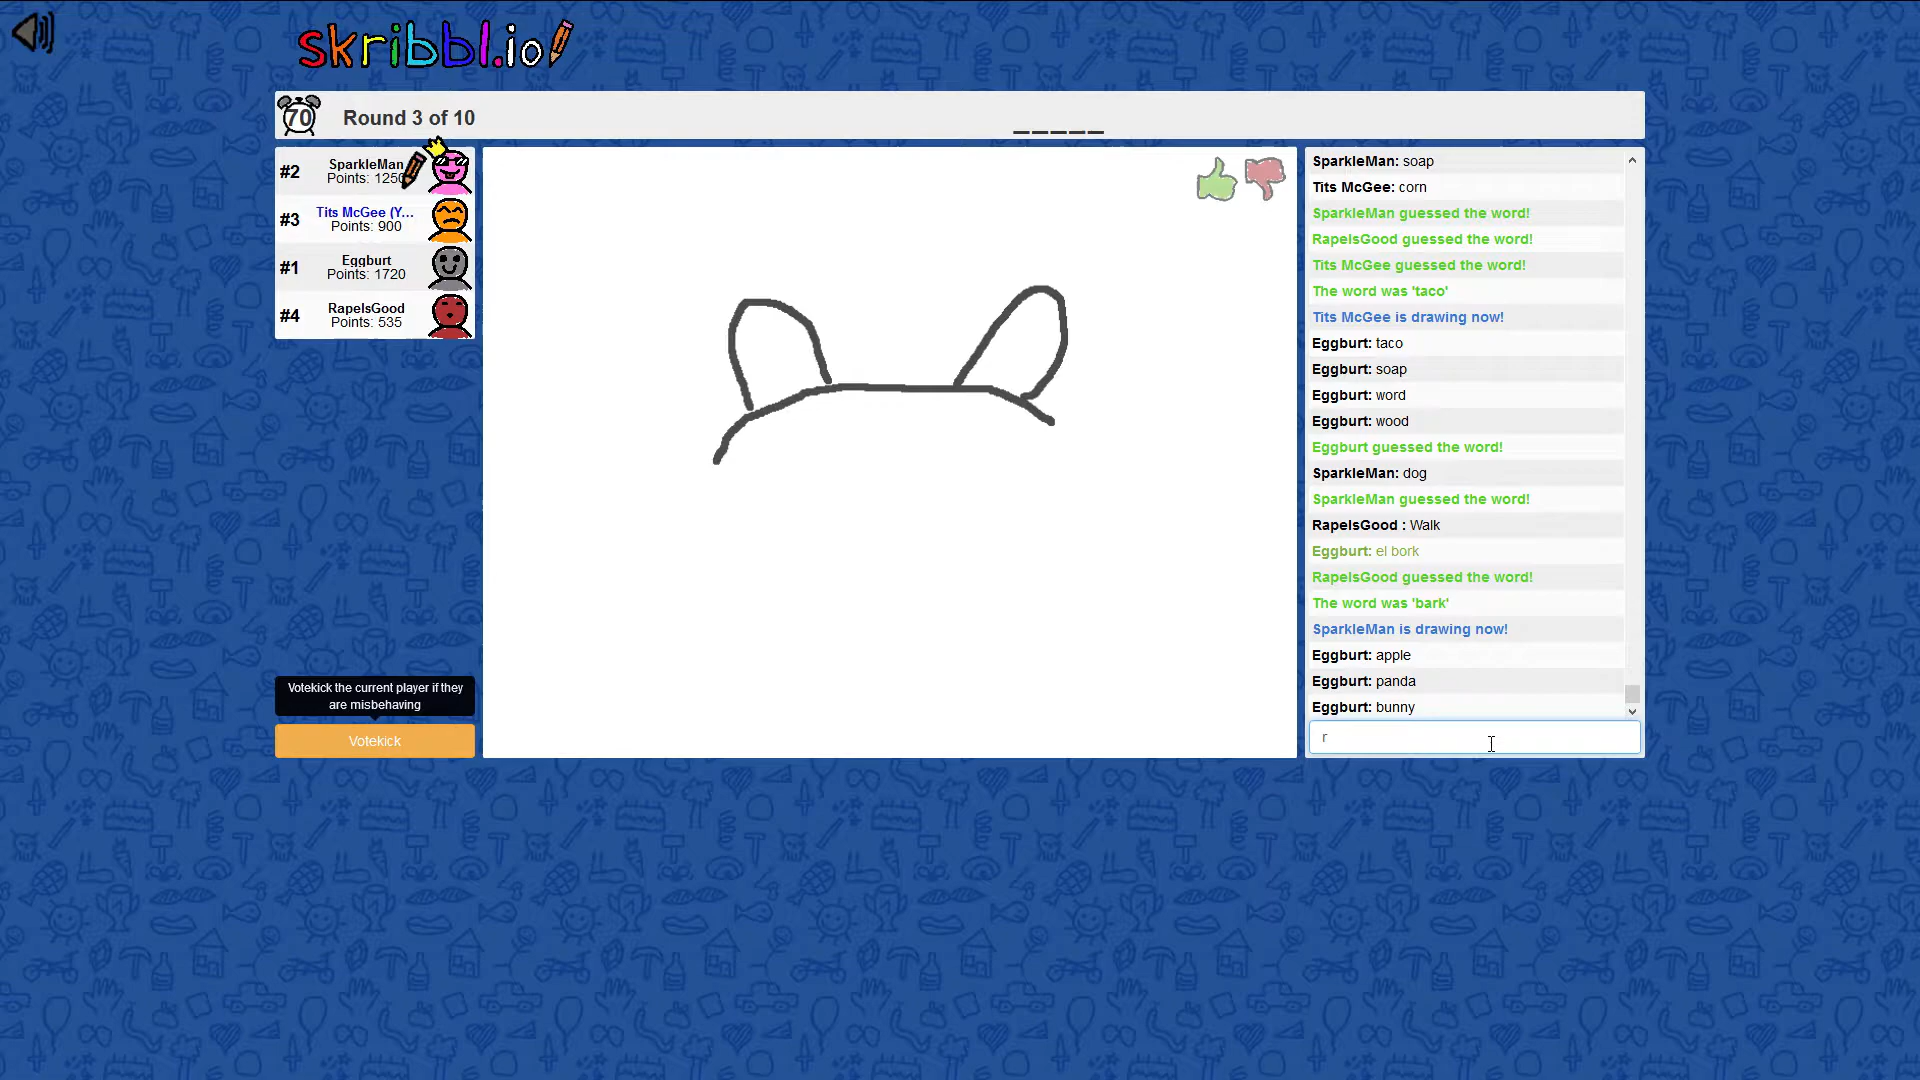 skribbl.io
70
Round 3 of 10
_____
#2
SparkleMan
Points: 1250
#3
Tits McGee (Y...
Points: 900
#1
Eggburt
Points: 1720
#4
RapeIsGood
Points: 535
Votekick the current player if they
are misbehaving
Votekick
SparkleMan: soap
Tits McGee: corn
SparkleMan guessed the word!
RapeIsGood guessed the word!
Tits McGee guessed the word!
The word was 'taco'
Tits McGee is drawing now!
Eggburt: taco
Eggburt: soap
Eggburt: word
Eggburt: wood
Eggburt guessed the word!
SparkleMan: dog
SparkleMan guessed the word!
RapeIsGood : Walk
Eggburt: el bork
RapeIsGood guessed the word!
The word was 'bark'
SparkleMan is drawing now!
Eggburt: apple
Eggburt: panda
Eggburt: bunny
r